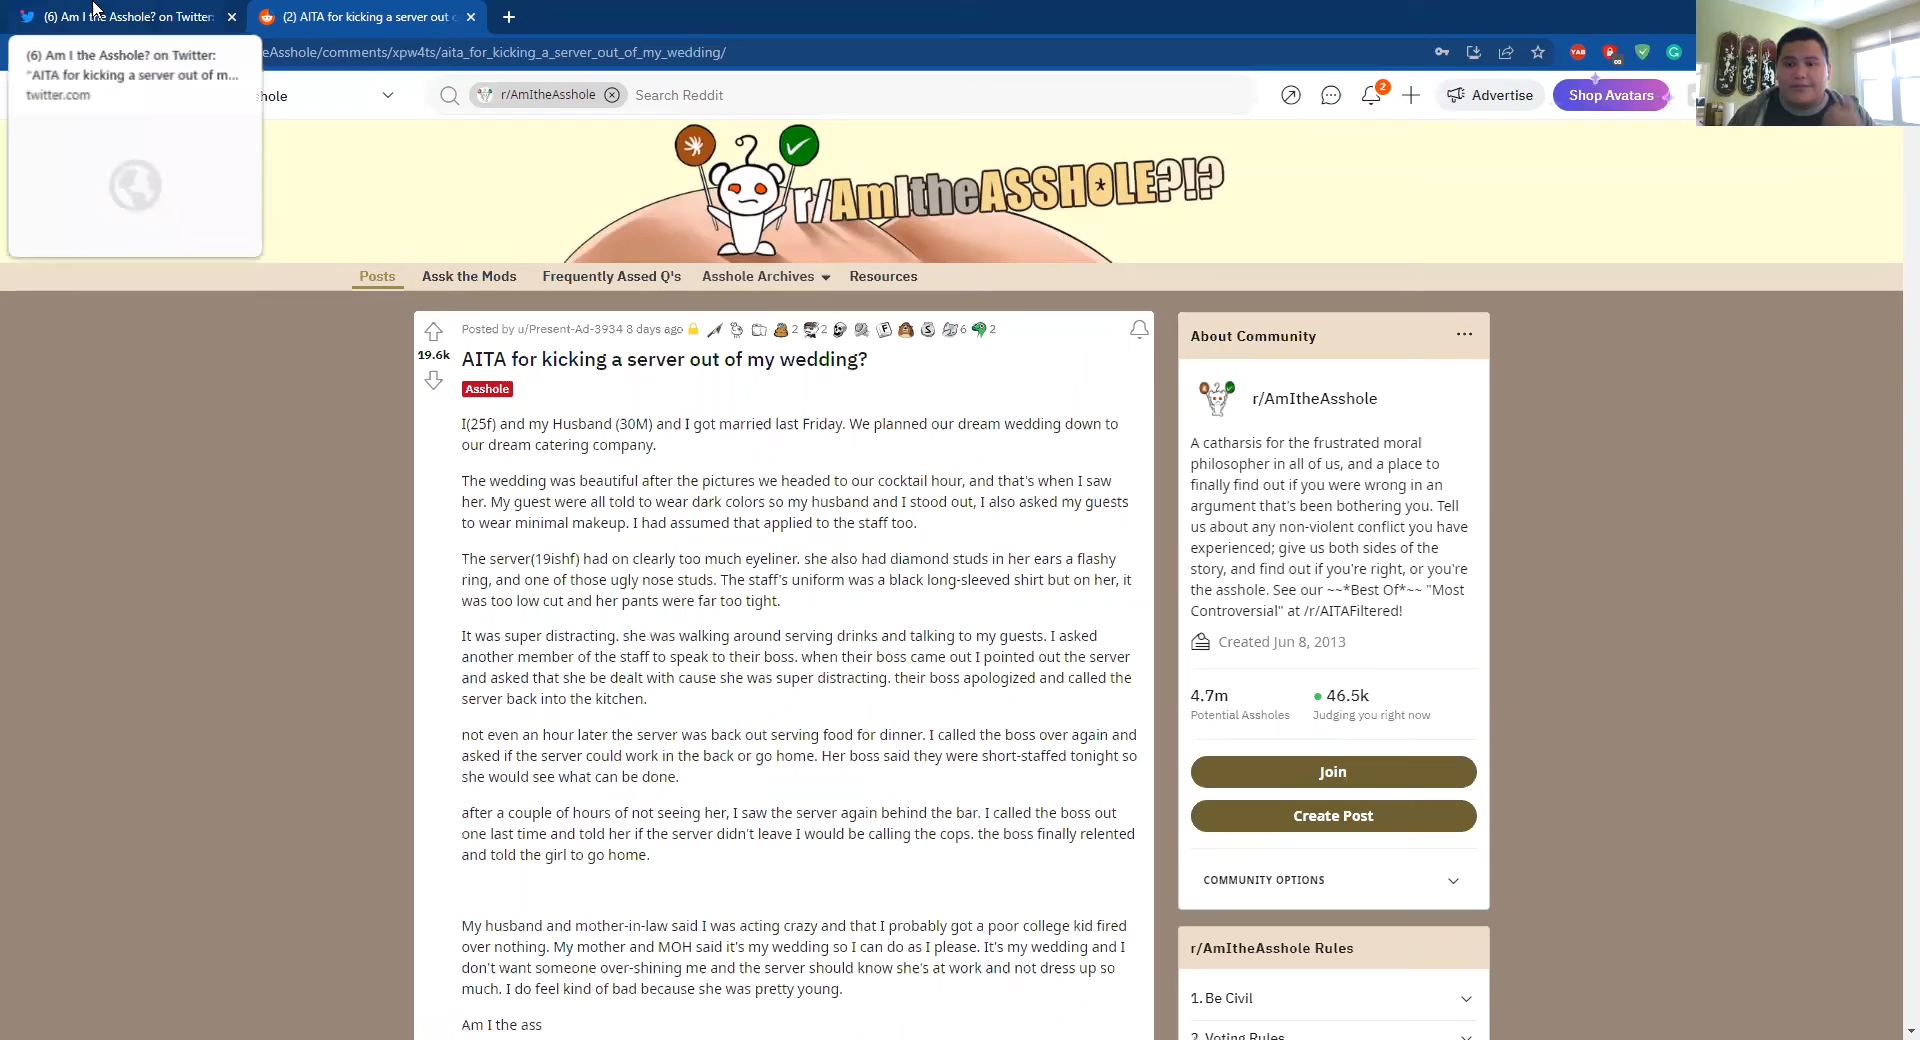 (6) Am I the Asshole? on Twitter:
(2) AITA for kicking a server out
(6) Am I the Asshole? on Twitter:
"AITA for kicking a server out of m...
twitter.com
eAsshole/comments/xpw4ts/aita_for_kicking_a_server_out_of_my_wedding/
YAB
hole
r/AmItheAsshole
Search Reddit
2
Advertise
Shop Avatars
r/AmItheASSH*LE?!?
Posts
Assk the Mods
Frequently Assed Q's
Asshole Archives
Resources
Posted by u/Present-Ad-3934 8 days ago
2
2
6
2
19.6k
AITA for kicking a server out of my wedding?
Asshole
I(25f) and my Husband (30M) and I got married last Friday. We planned our dream wedding down to
our dream catering company.
The wedding was beautiful after the pictures we headed to our cocktail hour, and that's when I saw
her. My guest were all told to wear dark colors so my husband and I stood out, I also asked my guests
to wear minimal makeup. I had assumed that applied to the staff too.
The server(19ishf) had on clearly too much eyeliner. she also had diamond studs in her ears a flashy
ring, and one of those ugly nose studs. The staff's uniform was a black long-sleeved shirt but on her, it
was too low cut and her pants were far too tight.
It was super distracting. she was walking around serving drinks and talking to my guests. I asked
another member of the staff to speak to their boss. when their boss came out I pointed out the server
and asked that she be dealt with cause she was super distracting. their boss apologized and called the
server back into the kitchen.
not even an hour later the server was back out serving food for dinner. I called the boss over again and
asked if the server could work in the back or go home. Her boss said they were short-staffed tonight so
she would see what can be done.
after a couple of hours of not seeing her, I saw the server again behind the bar. I called the boss out
one last time and told her if the server didn't leave I would be calling the cops. the boss finally relented
and told the girl to go home.
My husband and mother-in-law said I was acting crazy and that I probably got a poor college kid fired
over nothing. My mother and MOH said it's my wedding so I can do as I please. It's my wedding and I
don't want someone over-shining me and the server should know she's at work and not dress up so
much. I do feel kind of bad because she was pretty young.
Am I the ass
About Community
r/AmItheAsshole
A catharsis for the frustrated moral
philosopher in all of us, and a place to
finally find out if you were wrong in an
argument that's been bothering you. Tell
us about any non-violent conflict you have
experienced; give us both sides of the
story, and find out if you're right, or you're
the asshole. See our ~~*Best Of*~~ "Most
Controversial" at /r/AITAFiltered!
Created Jun 8, 2013
4.7m
46.5k
Potential Assholes
Judging you right now
Join
Create Post
COMMUNITY OPTIONS
r/AmItheAsshole Rules
1. Be Civil
2. Voting Rules